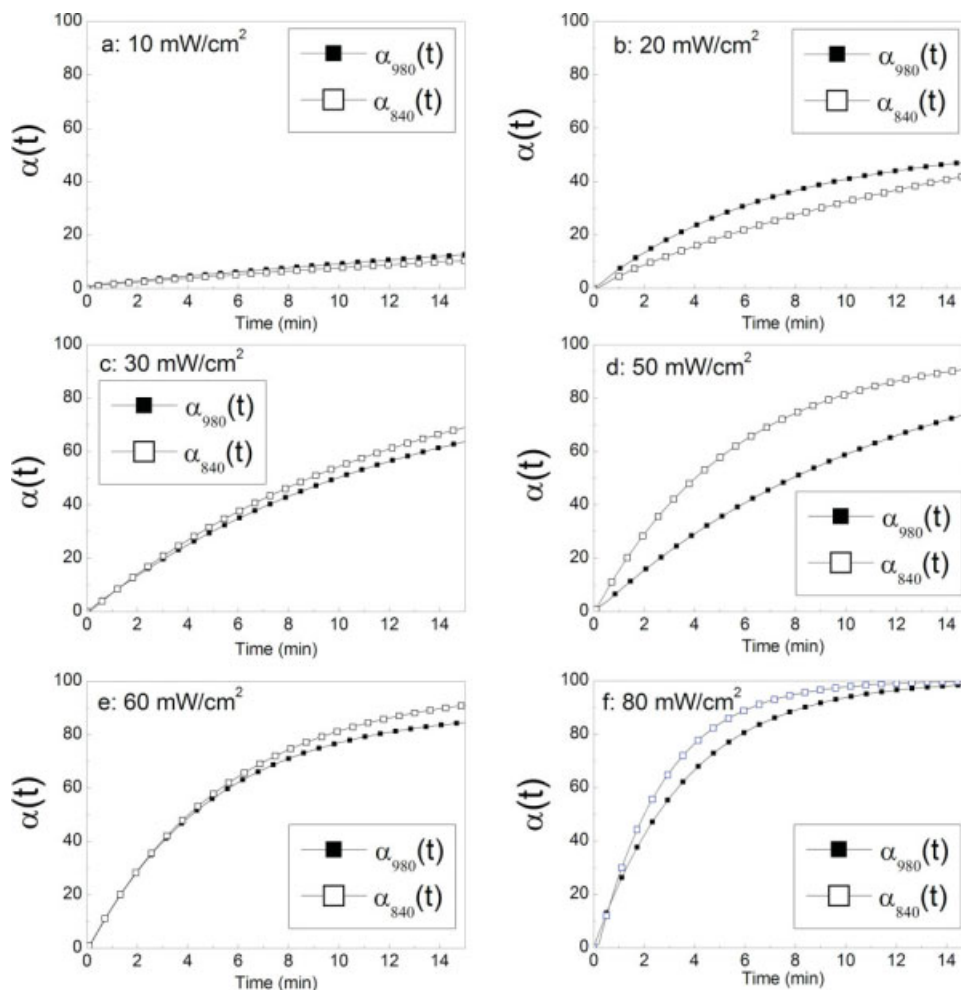 a: 10 mW/cm²
α₉₈₀(t)
α₈₄₀(t)
α(t)
100
80
60
40
20
0
0 2 4 6 8 10 12 14
Time (min)
b: 20 mW/cm²
α₉₈₀(t)
α₈₄₀(t)
α(t)
100
80
60
40
20
0
0 2 4 6 8 10 12 14
Time (min)
c: 30 mW/cm²
α₉₈₀(t)
α₈₄₀(t)
α(t)
100
80
60
40
20
0
0 2 4 6 8 10 12 14
Time (min)
d: 50 mW/cm²
α₉₈₀(t)
α₈₄₀(t)
α(t)
100
80
60
40
20
0
0 2 4 6 8 10 12 14
Time (min)
e: 60 mW/cm²
α₉₈₀(t)
α₈₄₀(t)
α(t)
100
80
60
40
20
0
0 2 4 6 8 10 12 14
Time (min)
f: 80 mW/cm²
α₉₈₀(t)
α₈₄₀(t)
α(t)
100
80
60
40
20
0
0 2 4 6 8 10 12 14
Time (min)